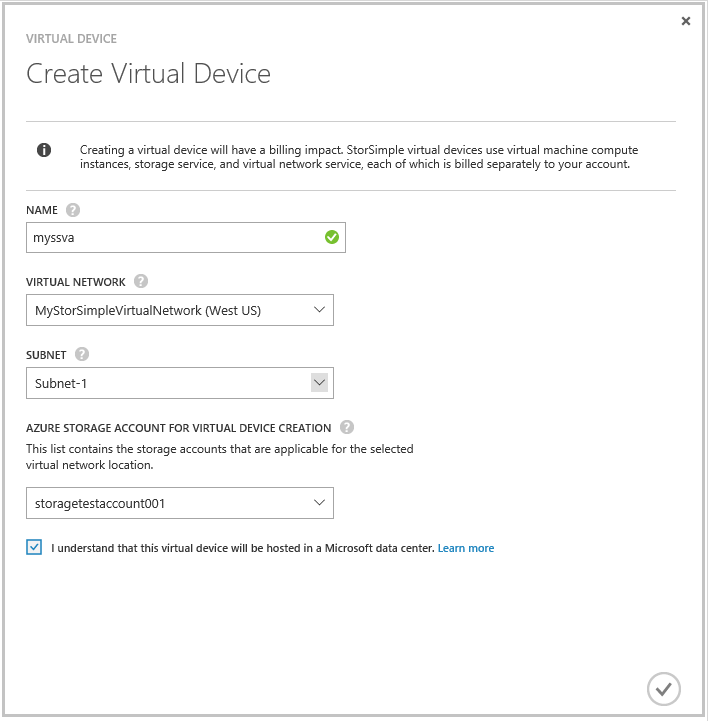 VIRTUAL DEVICE
Create Virtual Device
Creating a virtual device will have a billing impact. StorSimple virtual devices use virtual machine compute
instances, storage service, and virtual network service, each of which is billed separately to your account.
NAME ?
myssva
VIRTUAL NETWORK ?
MyStorSimpleVirtualNetwork (West US)
SUBNET ?
Subnet-1
AZURE STORAGE ACCOUNT FOR VIRTUAL DEVICE CREATION ?
This list contains the storage accounts that are applicable for the selected
virtual network location.
storagetestaccount001
I understand that this virtual device will be hosted in a Microsoft data center. Learn more